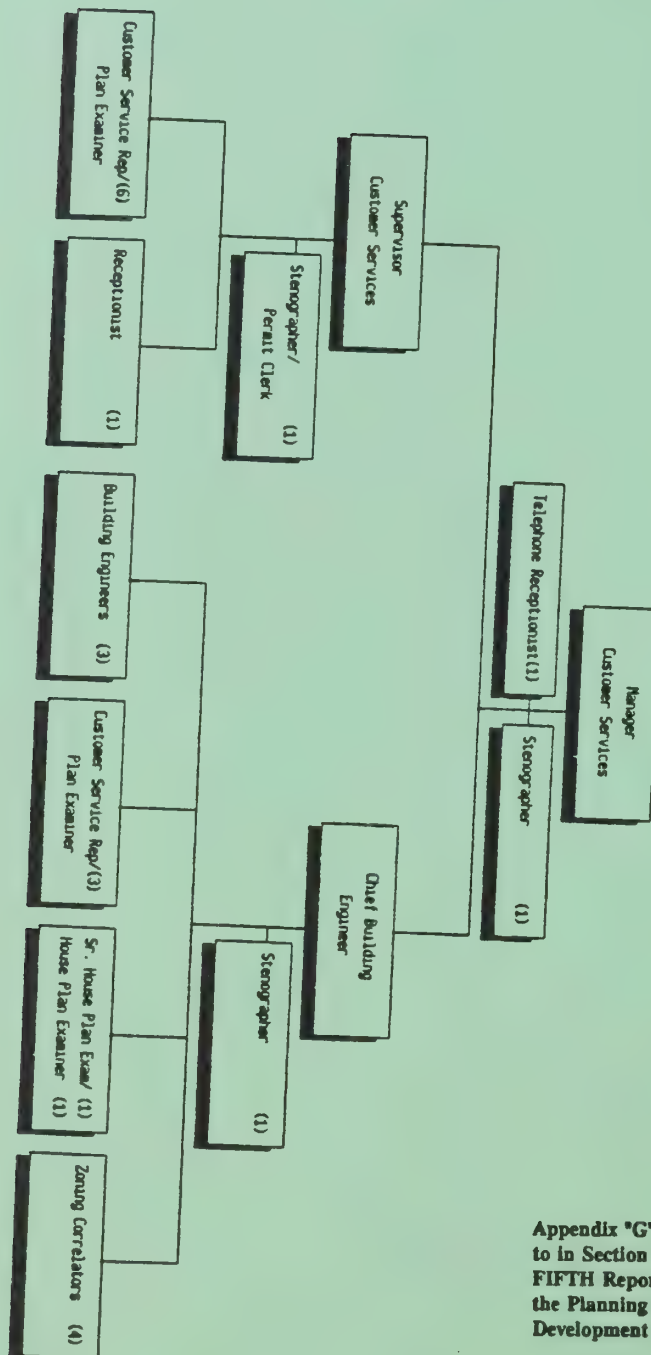 Manager
Customer Services
Telephone Receptionist(1)
Stenographer
(1)
Supervisor
Customer Services
Stenographer/
Permit Clerk
(1)
Customer Service Rep/(6)
Plan Examiner
Receptionist
(1)
Chief Building
Engineer
Stenographer
(1)
Building Engineers (3)
Customer Service Rep/(3)
Plan Examiner
Sr. House Plan Exam/ (1)
House Plan Examiner (1)
Zoning Correlators (4)
Appendix "G"
to in Section
FIFTH Repor
the Planning
Development